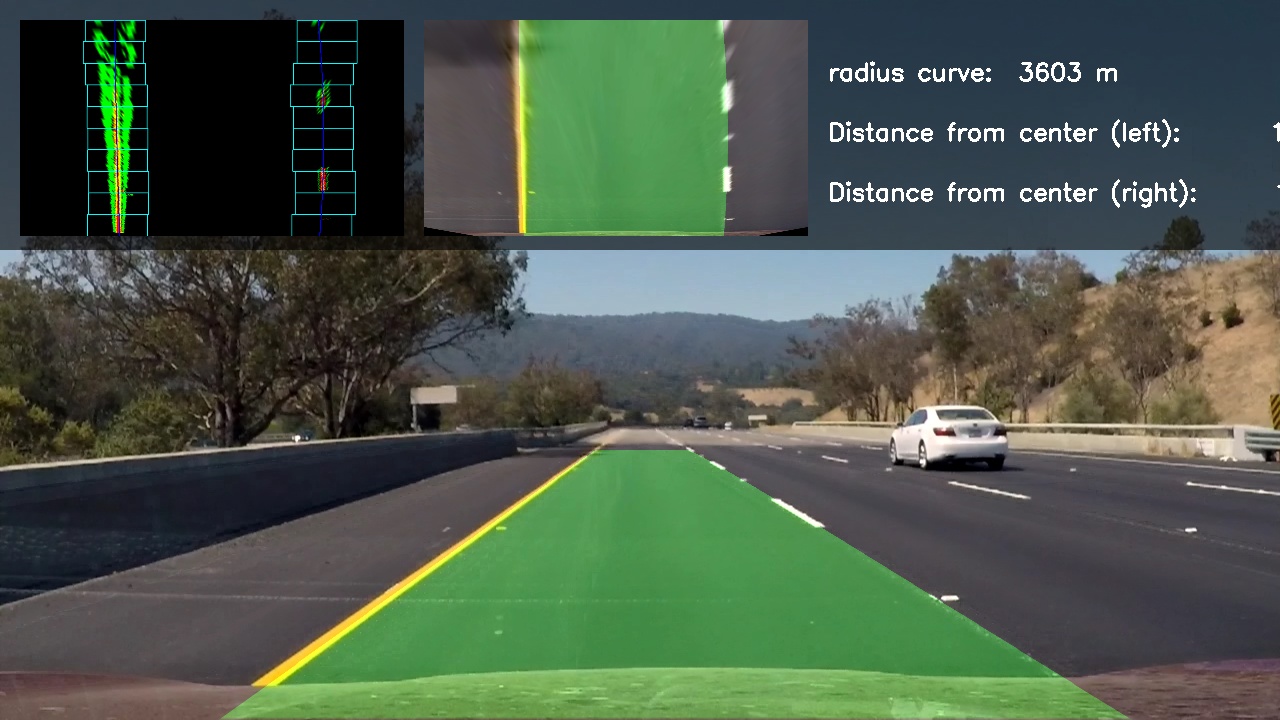 radius curve: 3603 m
Distance from center (left):
Distance from center (right):